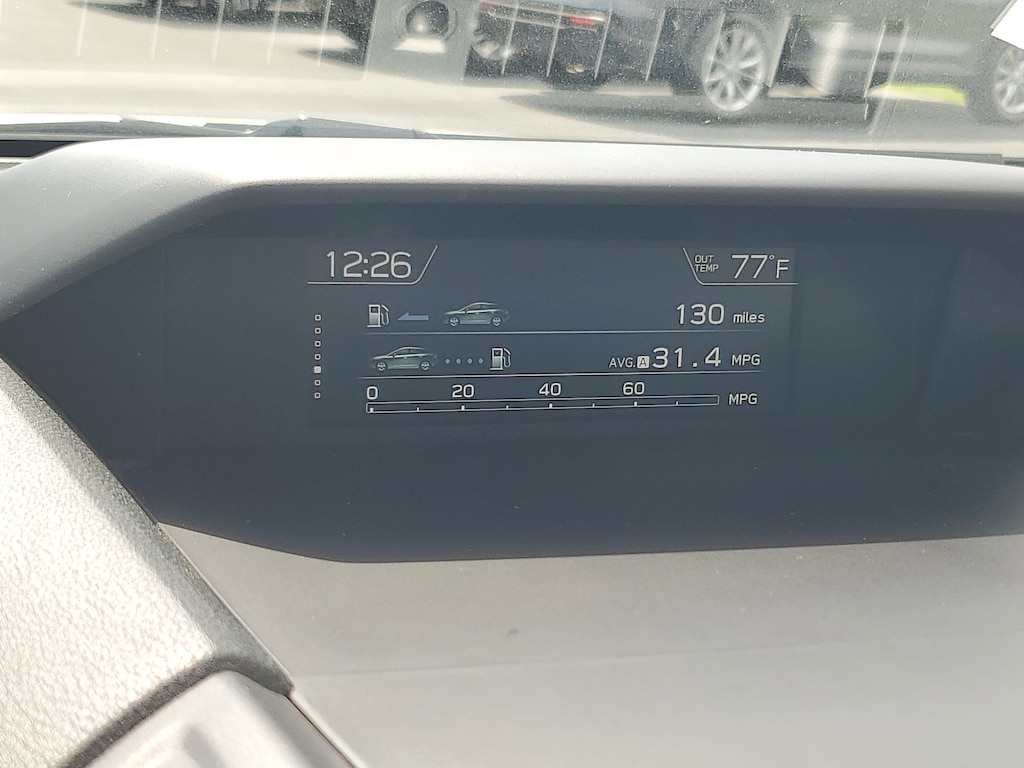 12:26
OUT TEMP 77°F
130 miles
AVG. A 31.4 MPG
0 20 40 60
MPG